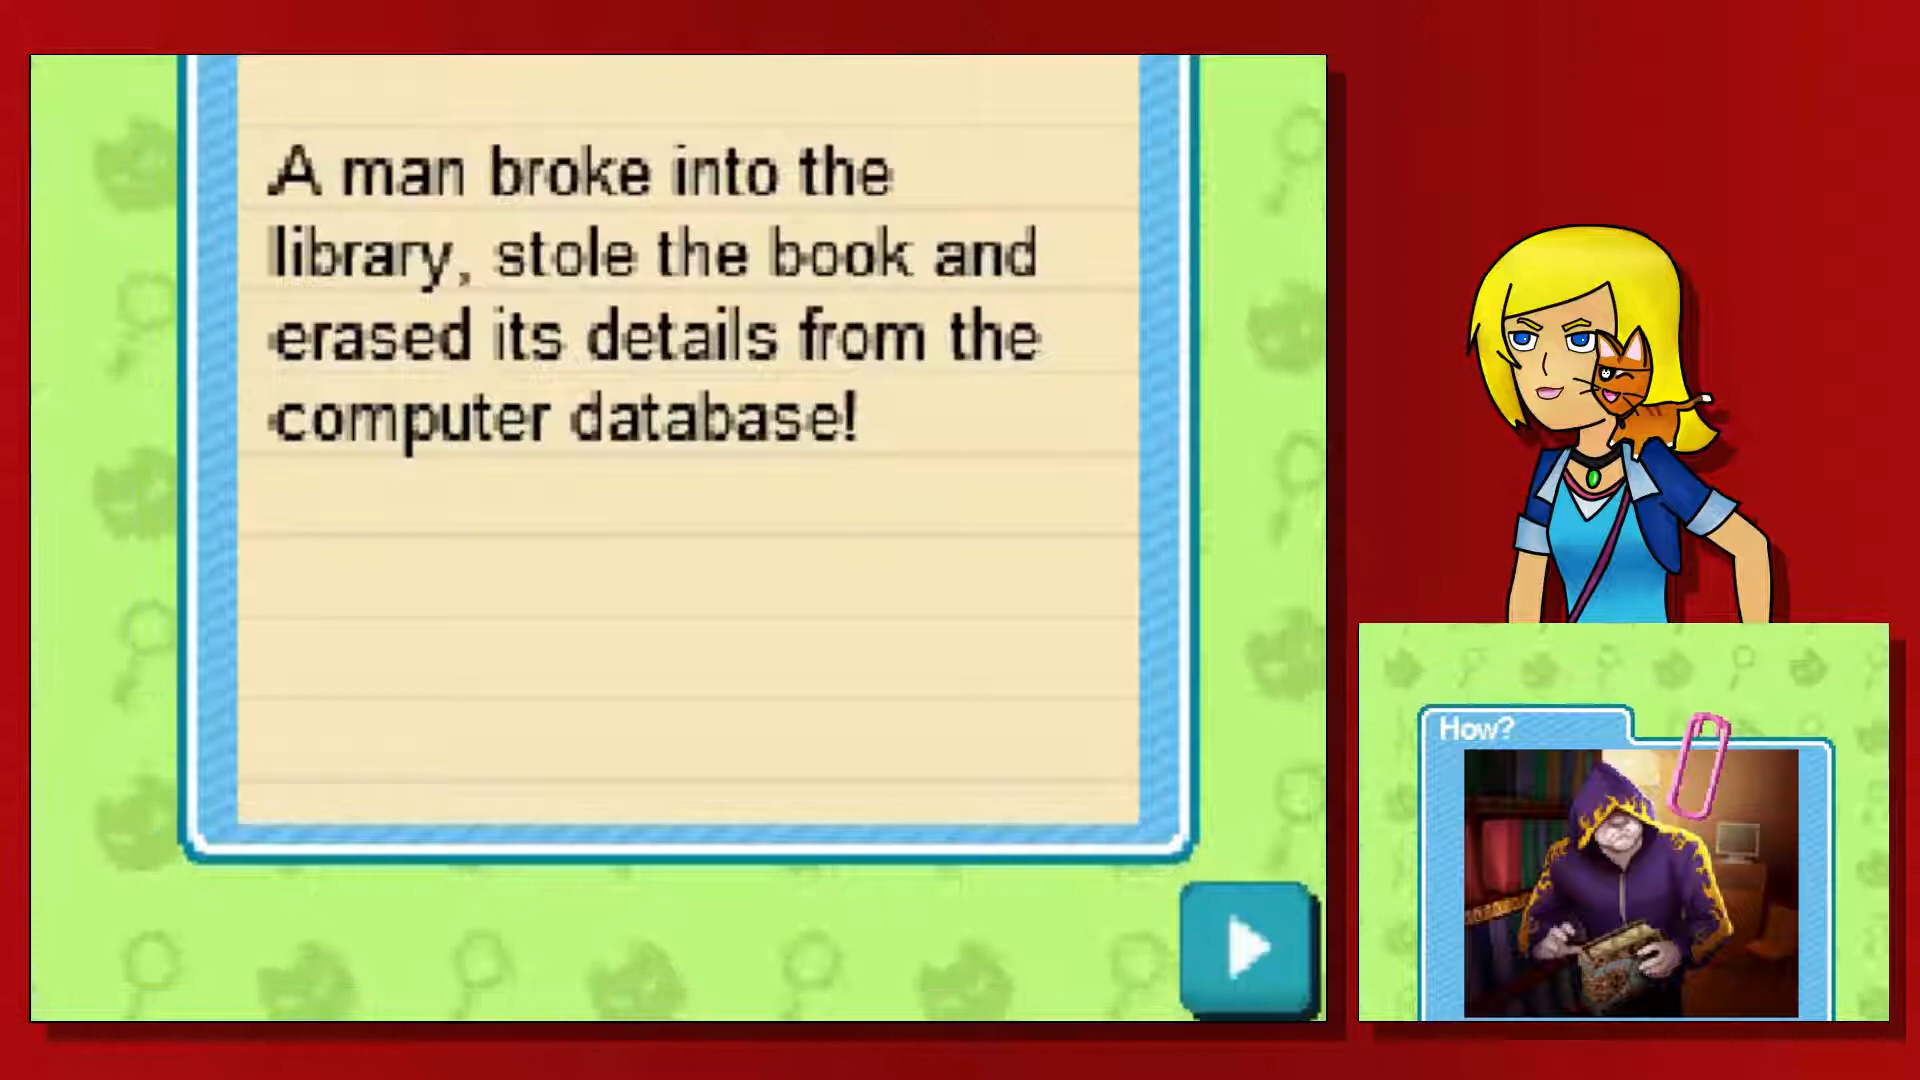 A man broke into the
library, stole the book and
erased its details from the
computer database!
How?